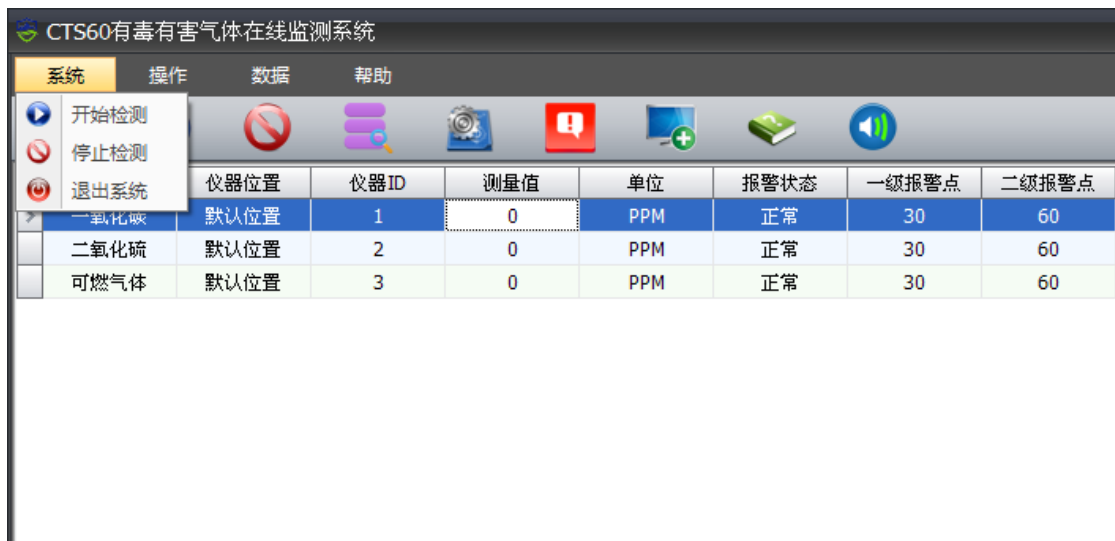 CTS60有毒有害气体在线监测系统
系统 操作 数据 帮助
开始检测
停止检测
退出系统
仪器位置 仪器ID 测量值 单位 报警状态 一级报警点 二级报警点
一氧化碳 默认位置 1 0 PPM 正常 30 60
二氧化硫 默认位置 2 0 PPM 正常 30 60
可燃气体 默认位置 3 0 PPM 正常 30 60